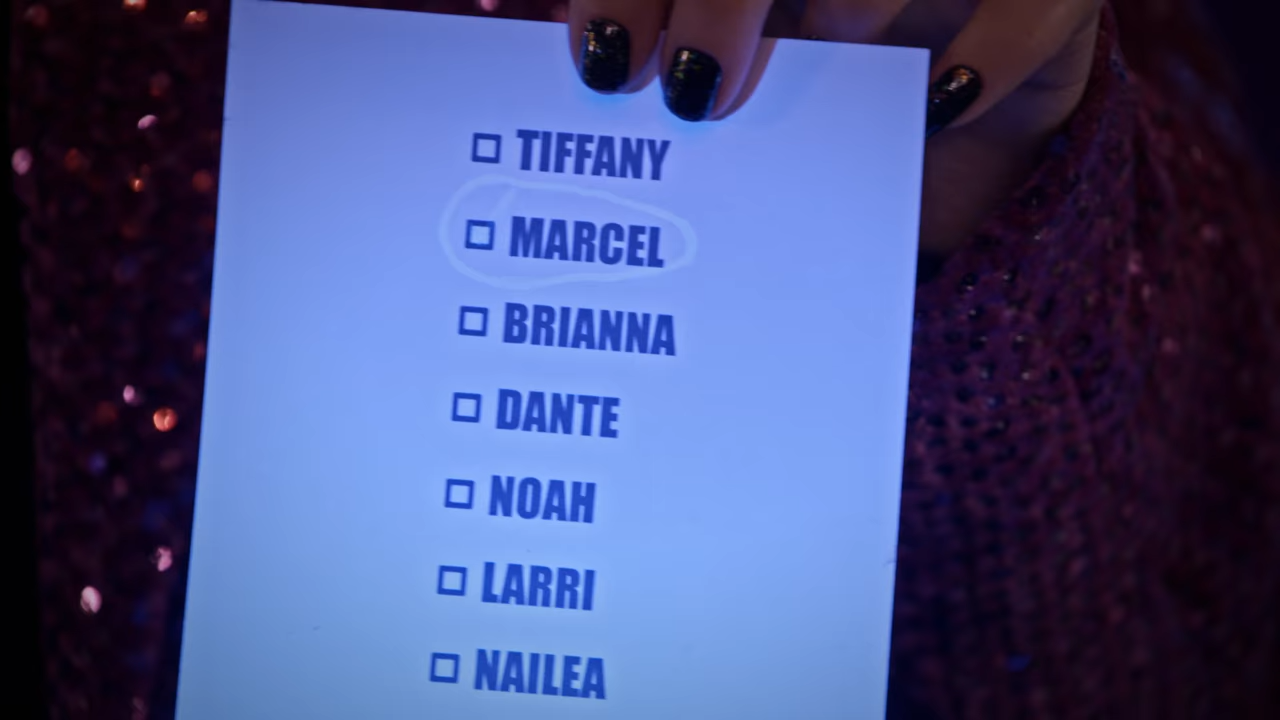 ☐ TIFFANY
☐ MARCEL
☐ BRIANNA
☐ DANTE
☐ NOAH
☐ LARRI
☐ NAILEA